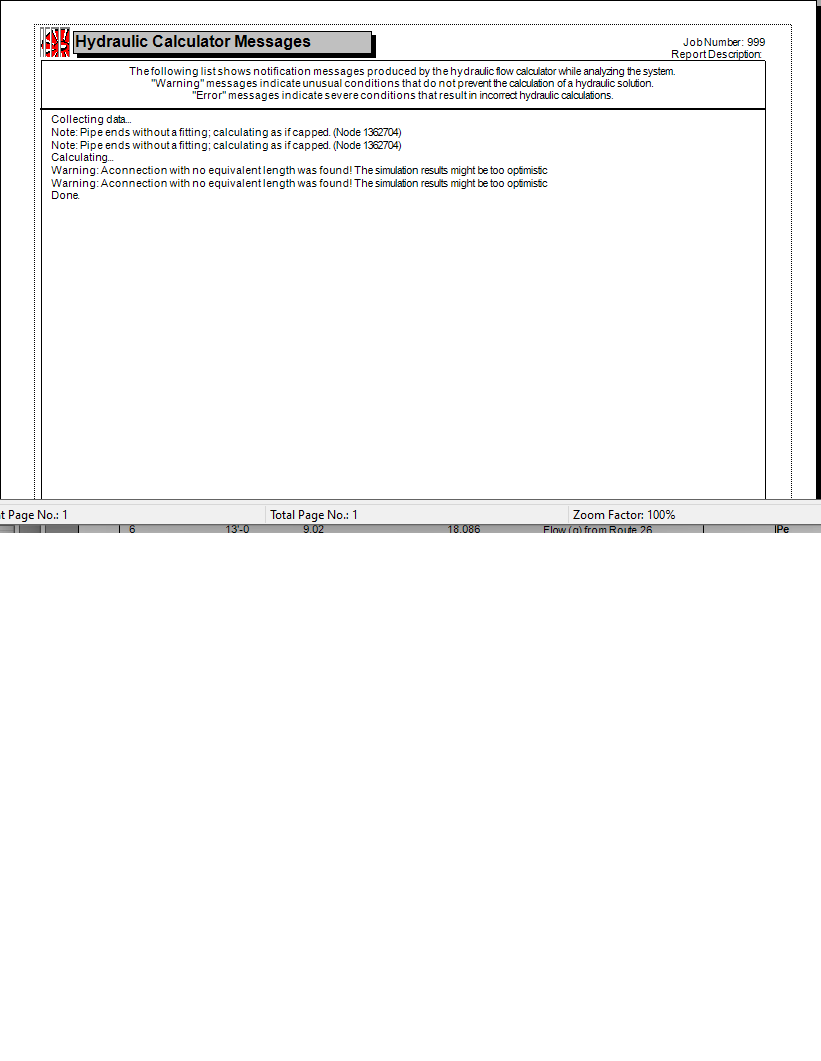 Hydraulic Calculator Messages
Job Number: 999
Report Description:
The following list shows notification messages produced by the hydraulic flow calculator while analyzing the system.
"Warning" messages indicate unusual conditions that do not prevent the calculation of a hydraulic solution.
"Error" messages indicate severe conditions that result in incorrect hydraulic calculations.
Collecting data...
Note: Pipe ends without a fitting; calculating as if capped. (Node 1362704)
Note: Pipe ends without a fitting; calculating as if capped. (Node 1362704)
Calculating...
Warning: A connection with no equivalent length was found! The simulation results might be too optimistic
Warning: A connection with no equivalent length was found! The simulation results might be too optimistic
Done.
t Page No.: 1 Total Page No.: 1 Zoom Factor: 100%
6 13'-0 9.02 18.086 Flow (q) from Route 26 Pe